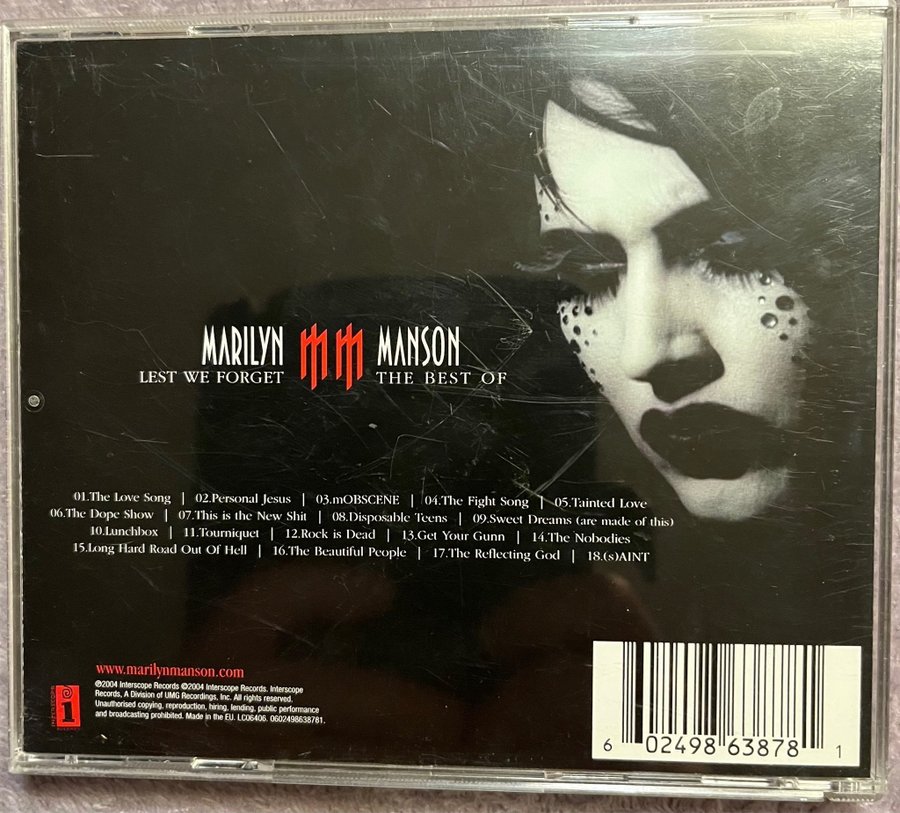 MARILYN MANSON
LEST WE FORGET THE BEST OF
01.The Love Song | 02.Personal Jesus | 03.mOBSCENE | 04.The Fight Song | 05.Tainted Love
06.The Dope Show | 07.This is the New Shit | 08.Disposable Teens | 09.Sweet Dreams (are made of this)
10.Lunchbox | 11.Tourniquet | 12.Rock is Dead | 13.Get Your Gunn | 14.The Nobodies
15.Long Hard Road Out Of Hell | 16.The Beautiful People | 17.The Reflecting God | 18.(s)AINT
www.marilynmanson.com
℗2004 Interscope Records ©2004 Interscope Records. Interscope
Records, A Division of UMG Recordings, Inc. All rights reserved.
Unauthorised copying, reproduction, hiring, lending, public performance
and broadcasting prohibited. Made in the EU. LC06406. 0602498638781.
6 02498 63878 1